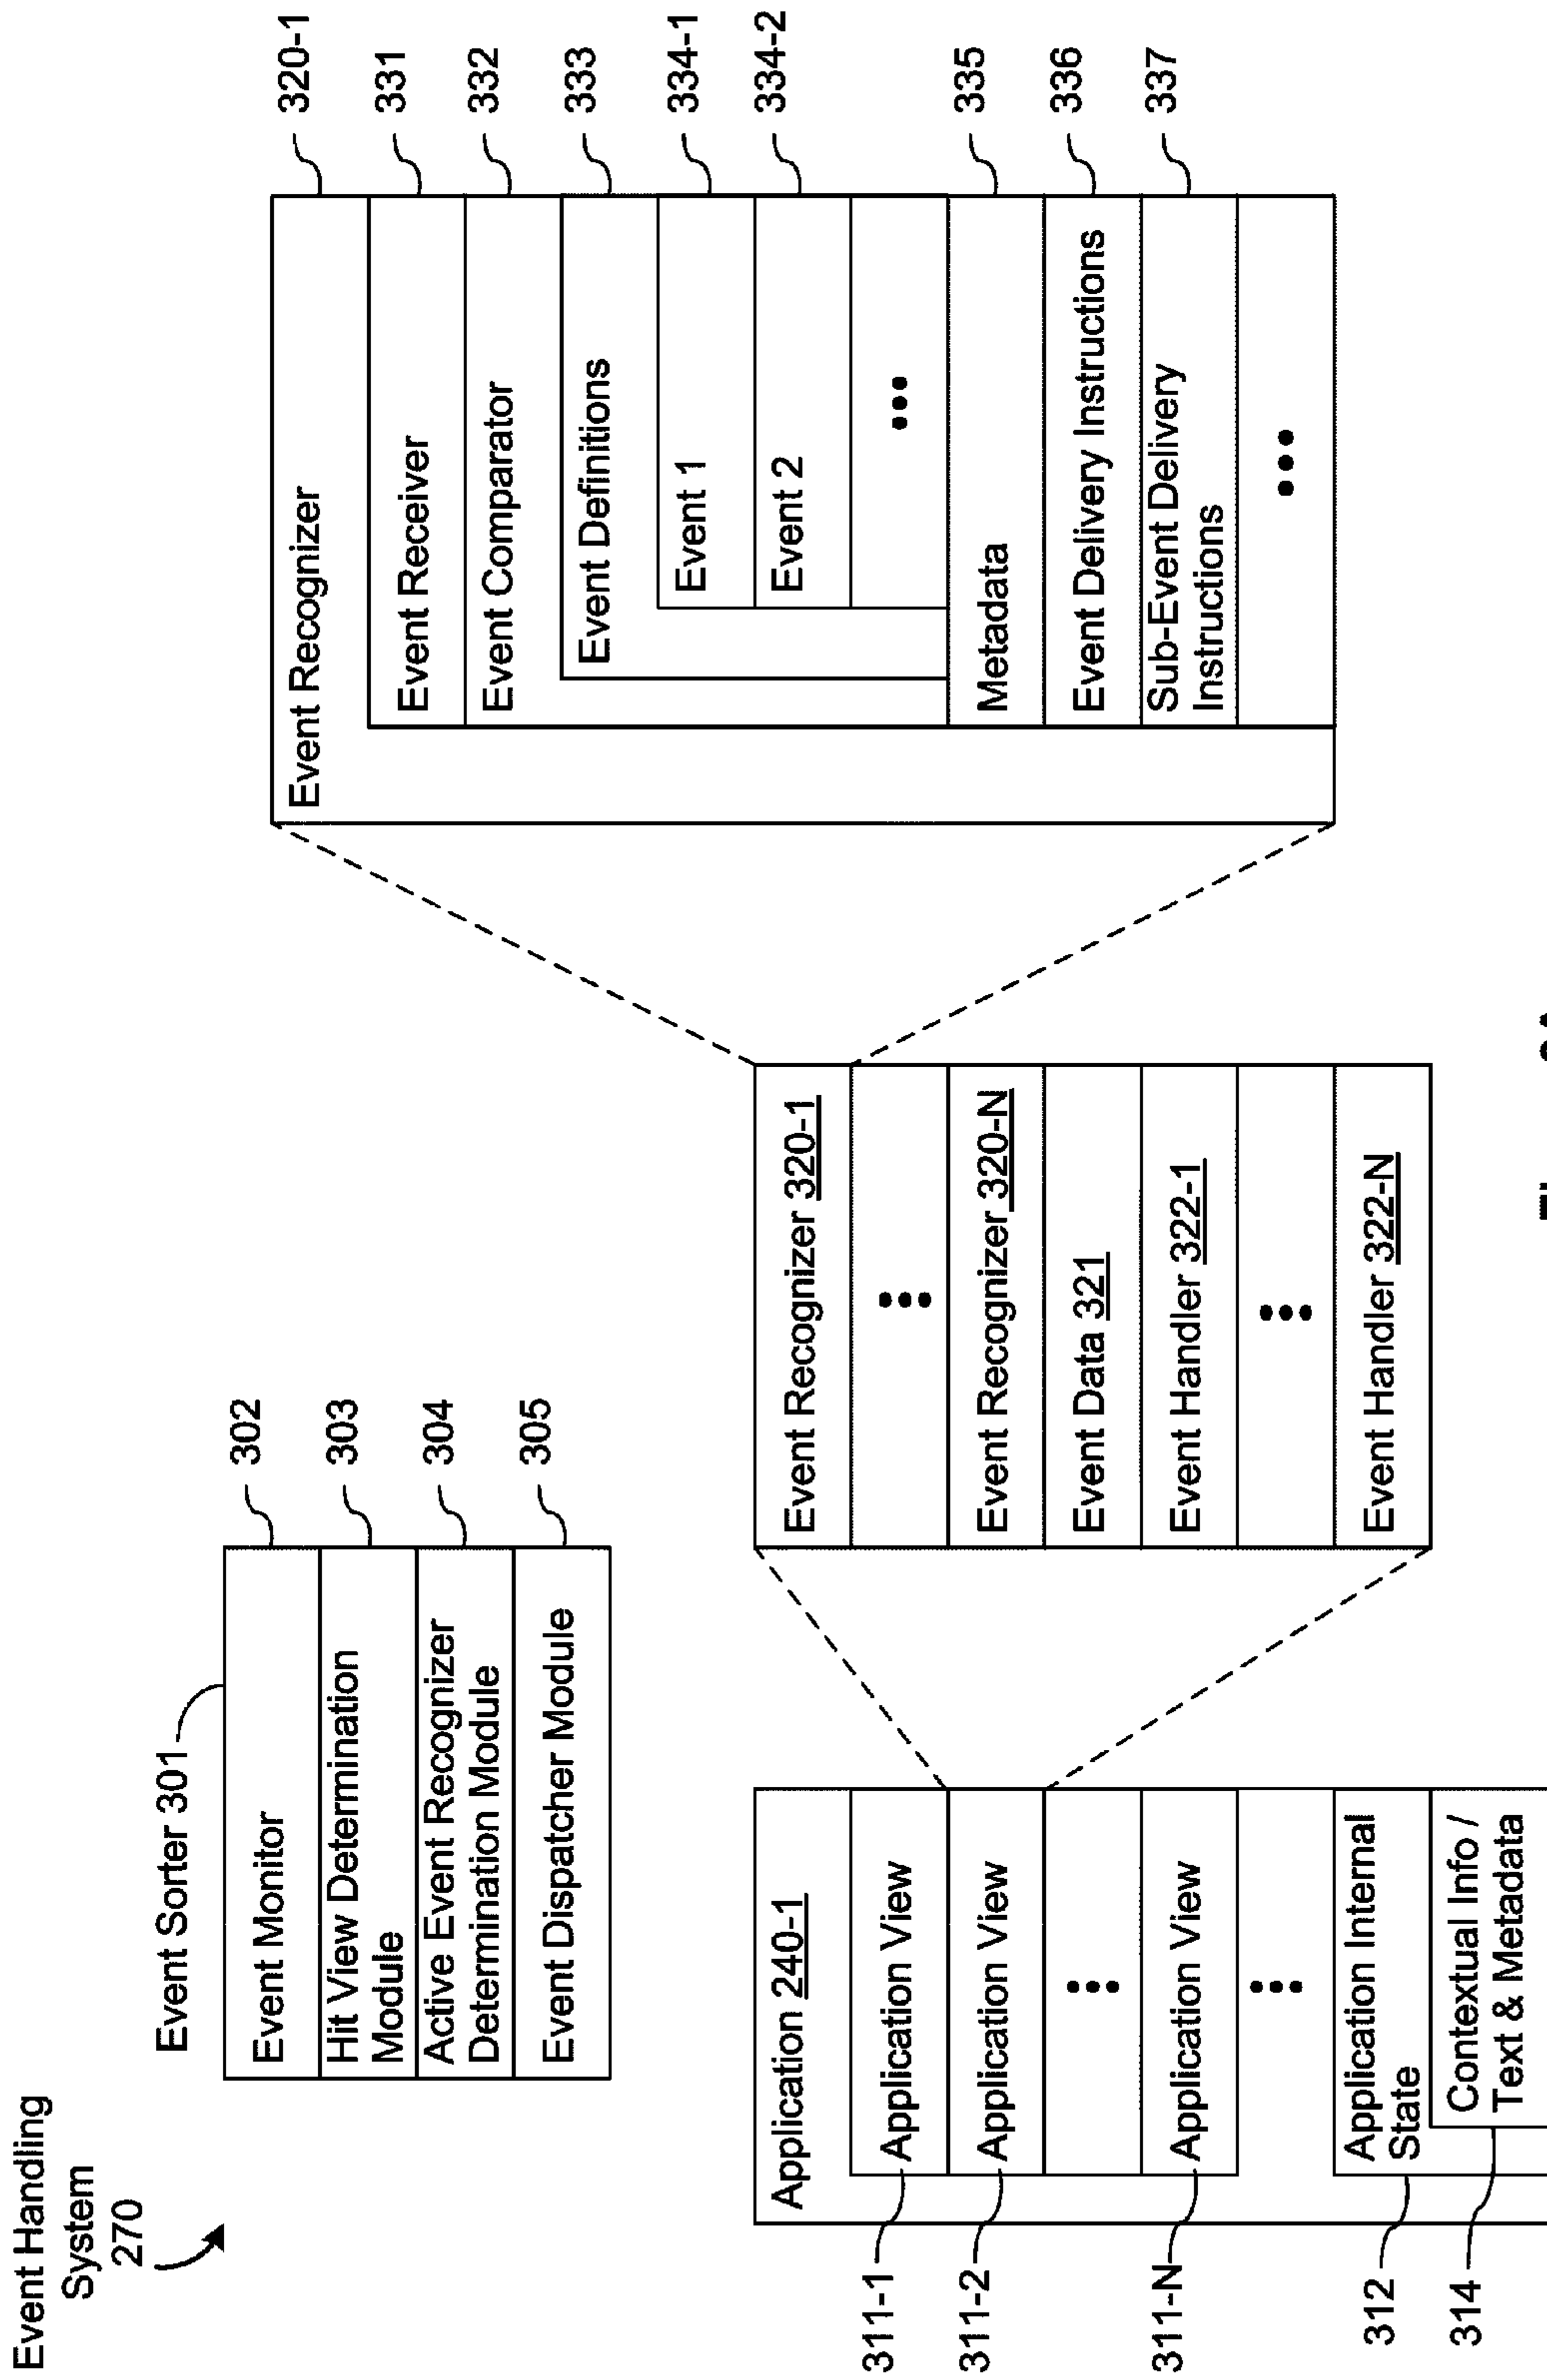 Event Handling
System
270
Event Sorter 301
Event Monitor
302
Hit View Determination
Module
303
Active Event Recognizer
Determination Module
304
Event Dispatcher Module
305
Application 240-1
311-1
Application View
311-2
Application View
311-N
Application View
312
Application Internal
State
314
Contextual Info /
Text & Metadata
Event Recognizer 320-1
Event Recognizer 320-N
Event Data 321
Event Handler 322-1
Event Handler 322-N
Event Recognizer
320-1
Event Receiver
331
Event Comparator
332
Event Definitions
333
Event 1
334-1
Event 2
334-2
Metadata
335
Event Delivery Instructions
336
Sub-Event Delivery
Instructions
337